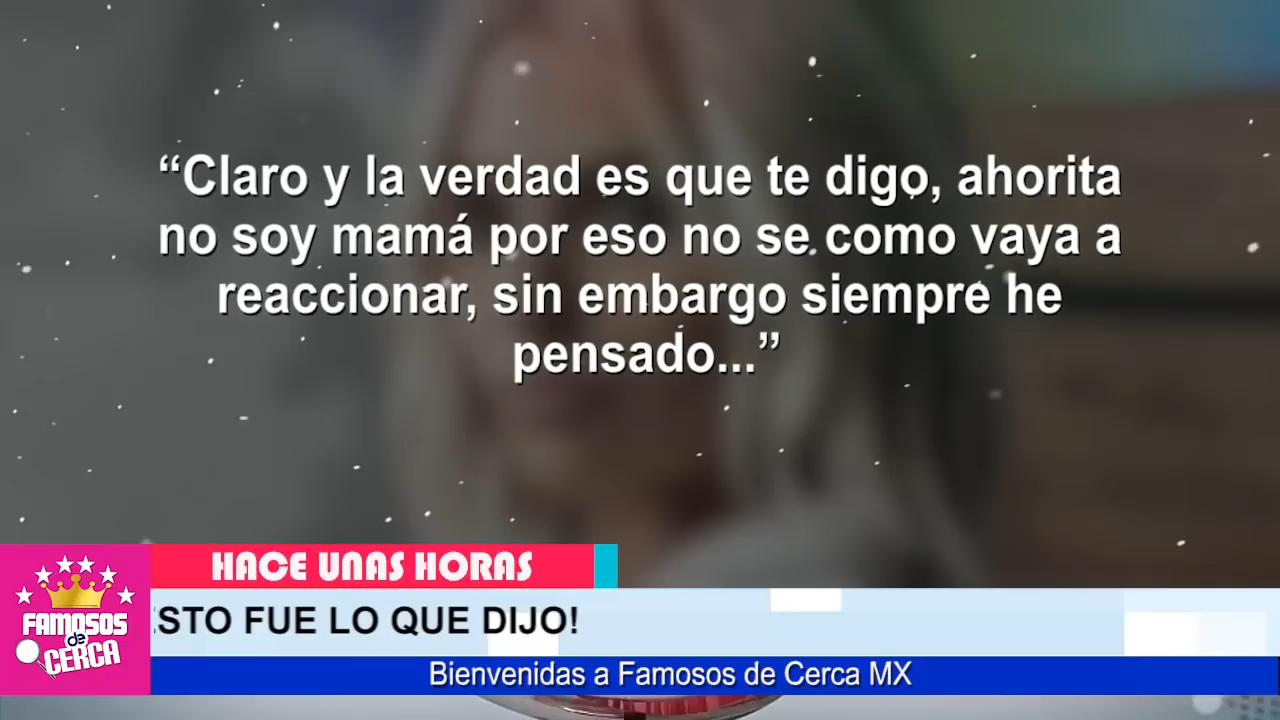 “Claro y la verdad es que te digo, ahorita
no soy mamá por eso no se como vaya a
reaccionar, sin embargo siempre he
pensado...”
HACE UNAS HORAS
FAMOSOS
de
CERCA
STO FUE LO QUE DIJO!
Bienvenidas a Famosos de Cerca MX